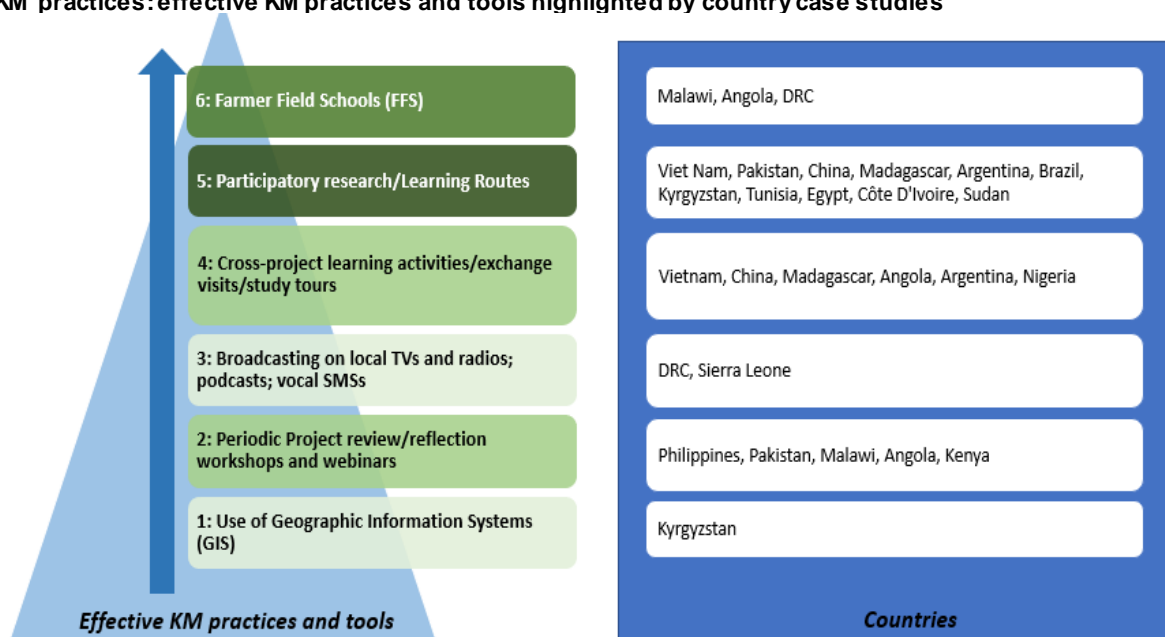 KM practices: effective KM practices and tools highlighted by country case studies
6: Farmer Field Schools (FFS)
Malawi, Angola, DRC
5: Participatory research/Learning Routes
Viet Nam, Pakistan, China, Madagascar, Argentina, Brazil,
Kyrgyzstan, Tunisia, Egypt, Côte D'Ivoire, Sudan
4: Cross-project learning activities/exchange
visits/study tours
Vietnam, China, Madagascar, Angola, Argentina, Nigeria
3: Broadcasting on local TVs and radios;
podcasts; vocal SMSs
DRC, Sierra Leone
2: Periodic Project review/reflection
workshops and webinars
Philippines, Pakistan, Malawi, Angola, Kenya
1: Use of Geographic Information Systems
(GIS)
Kyrgyzstan
Effective KM practices and tools
Countries